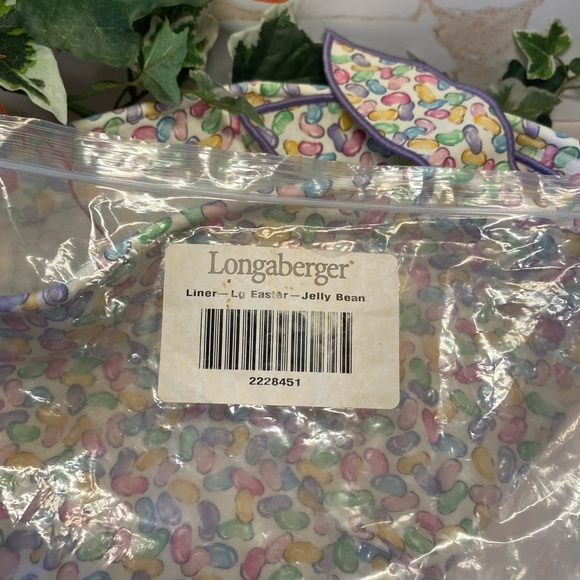 Longaberger®
Liner—Lg Easter—Jelly Bean
2228451